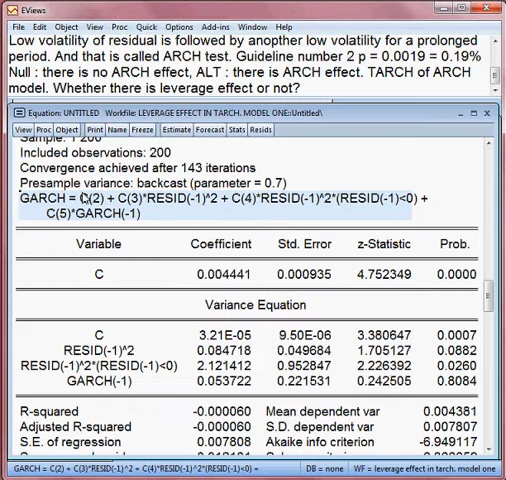 EViews
File Edit Object View Proc Quick Options Add-ins Window Help
Low volatility of residual is followed by anopther low volatility for a prolonged
period. And that is called ARCH test. Guideline number 2 p = 0.0019 = 0.19%
Null : there is no ARCH effect, ALT : there is ARCH effect. TARCH of ARCH
model. Whether there is leverage effect or not?
Equation: UNTITLED Workfile: LEVERAGE EFFECT IN TARCH. MODEL ONE::Untitled\
View Proc Object Print Name Freeze Estimate Forecast Stats Resids
Sample: 1 200
Included observations: 200
Convergence achieved after 143 iterations
Presample variance: backcast (parameter = 0.7)
GARCH = C(2) + C(3)*RESID(-1)^2 + C(4)*RESID(-1)^2*(RESID(-1)<0) +
C(5)*GARCH(-1)
Variable Coefficient Std. Error z-Statistic Prob.
C 0.004441 0.000935 4.752349 0.0000
Variance Equation
C 3.21E-05 9.50E-06 3.380647 0.0007
RESID(-1)^2 0.084718 0.049684 1.705127 0.0882
RESID(-1)^2*(RESID(-1)<0) 2.121412 0.952847 2.226392 0.0260
GARCH(-1) 0.053722 0.221531 0.242505 0.8084
R-squared -0.000060 Mean dependent var 0.004381
Adjusted R-squared -0.000060 S.D. dependent var 0.007807
S.E. of regression 0.007808 Akaike info criterion -6.949117
GARCH = C(2) + C(3)*RESID(-1)^2 + C(4)*RESID(-1)^2*(RESID(-1)<0) + DB = none WF = leverage effect in tarch. model one